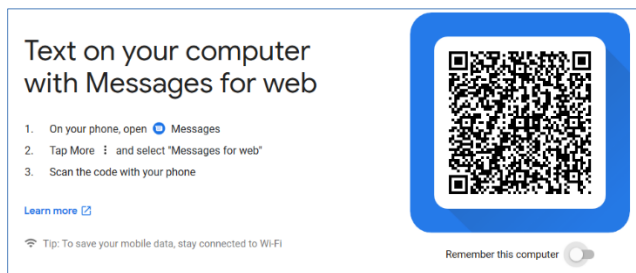 Text on your computer
with Messages for web
1. On your phone, open Messages
2. Tap More ⋮ and select "Messages for web"
3. Scan the code with your phone
Learn more
Tip: To save your mobile data, stay connected to Wi-Fi
Remember this computer